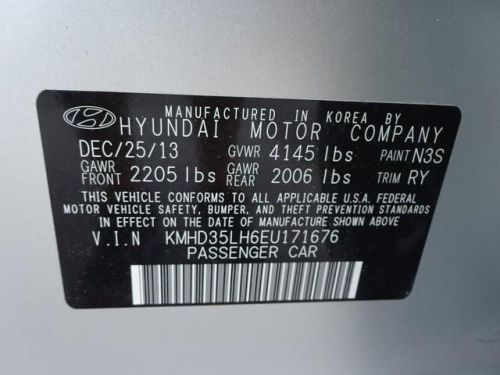 MANUFACTURED IN KOREA BY
HYUNDAI MOTOR COMPANY
DEC/25/13 GVWR 4145 lbs PAINT N3S
GAWR FRONT 2205 lbs GAWR REAR 2006 lbs TRIM RY
THIS VEHICLE CONFORMS TO ALL APPLICABLE U.S.A. FEDERAL
MOTOR VEHICLE SAFETY, BUMPER, AND THEFT PREVENTION STANDARDS
IN EFFECT ON THE DATE OF MANUFACTURE SHOWN ABOVE.
V.I.N KMHD35LH6EU171676
PASSENGER CAR